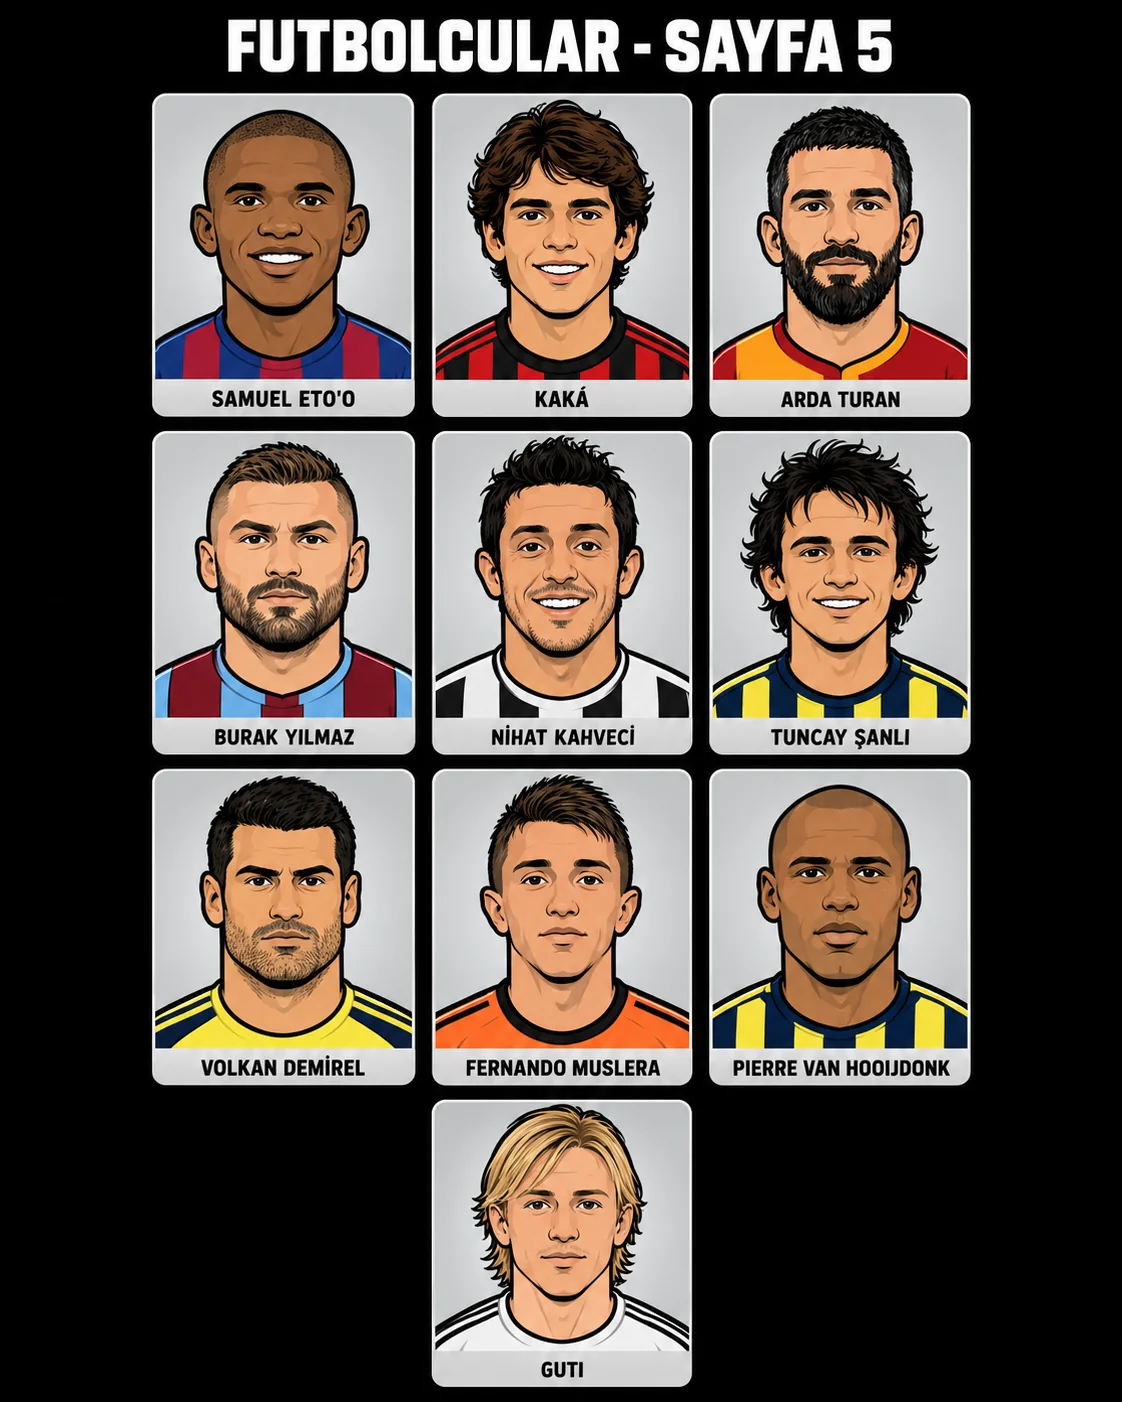 FUTBOLCULAR - SAYFA 5
SAMUEL ETO'O
KAKÁ
ARDA TURAN
BURAK YILMAZ
NİHAT KAHVECİ
TUNCAY ŞANLI
VOLKAN DEMİREL
FERNANDO MUSLERA
PIERRE VAN HOOIJDONK
GUTI